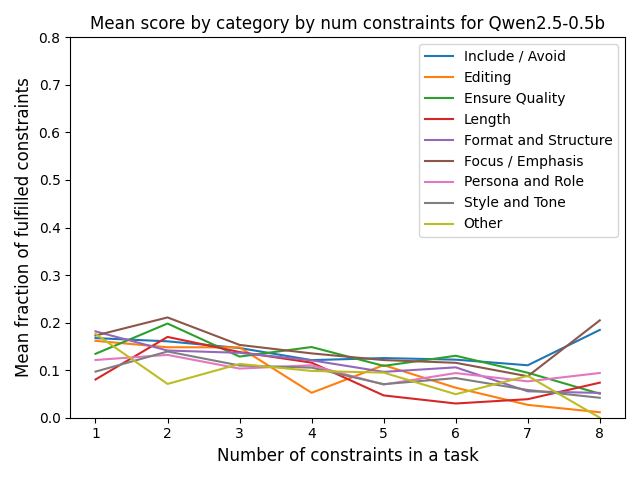 Mean score by category by num constraints for Qwen2.5-0.5b
Mean fraction of fulfilled constraints
0.8
0.7
0.6
0.5
0.4
0.3
0.2
0.1
0.0
Include / Avoid
Editing
Ensure Quality
Length
Format and Structure
Focus / Emphasis
Persona and Role
Style and Tone
Other
1 2 3 4 5 6 7 8
Number of constraints in a task